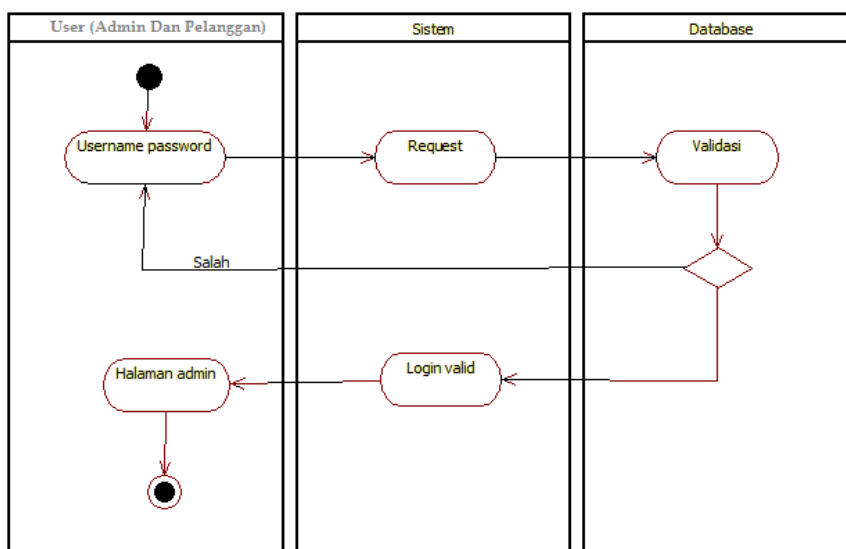 User (Admin Dan Pelanggan)
Sistem
Database
Username password
Request
Validasi
Salah
Halaman admin
Login valid